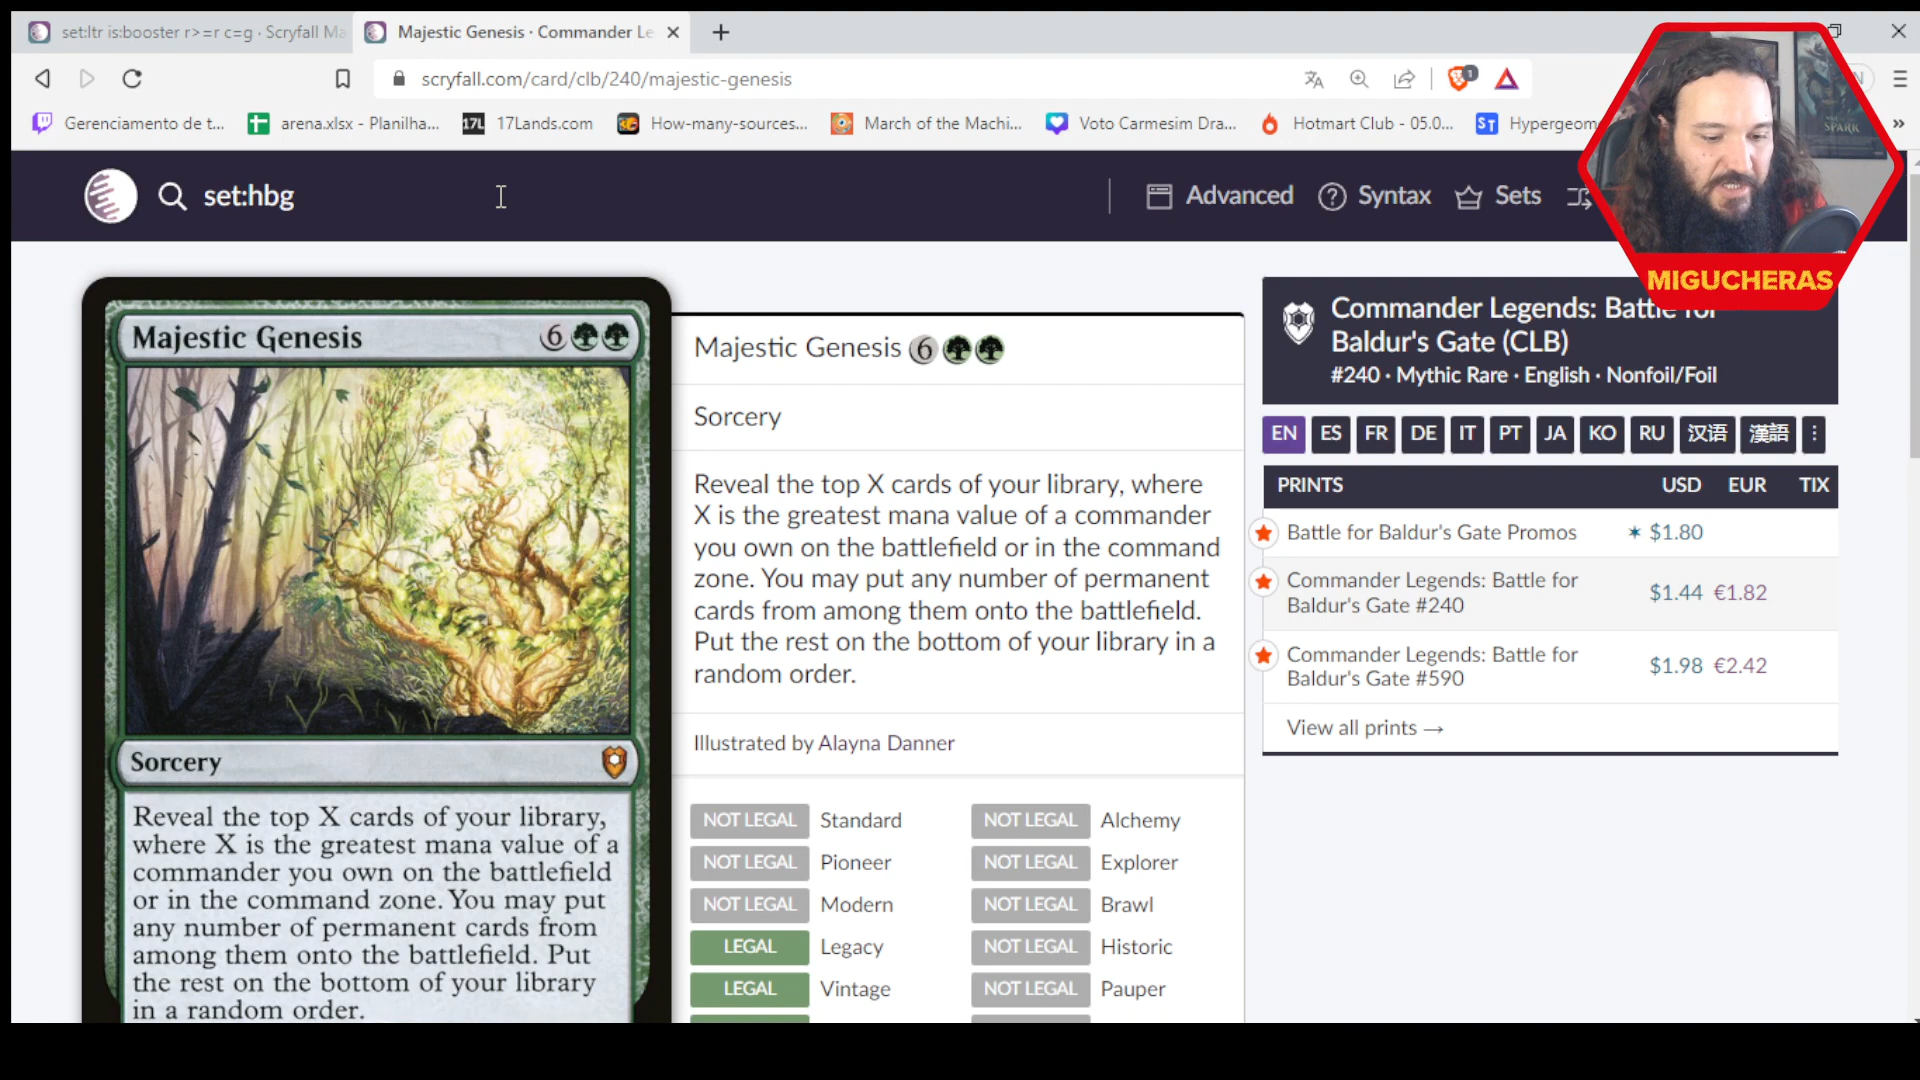 set:ltr is:booster r>=r c=g · Scryfall Ma
Majestic Genesis · Commander Le
scryfall.com/card/clb/240/majestic-genesis
1
N
Gerenciamento de t...
arena.xlsx - Planilha...
17L
17Lands.com
How-many-sources...
March of the Machi...
Voto Carmesim Dra...
Hotmart Club - 05.0...
ST
Hypergeom
»
SPARK
MIGUCHERAS
set:hbg
Advanced
Syntax
Sets
Majestic Genesis 6
Sorcery
Reveal the top X cards of your library,
where X is the greatest mana value of a
commander you own on the battlefield
or in the command zone. You may put
any number of permanent cards from
among them onto the battlefield. Put
the rest on the bottom of your library
in a random order.
Majestic Genesis 6
Sorcery
Reveal the top X cards of your library, where
X is the greatest mana value of a commander
you own on the battlefield or in the command
zone. You may put any number of permanent
cards from among them onto the battlefield.
Put the rest on the bottom of your library in a
random order.
Illustrated by Alayna Danner
NOT LEGAL Standard NOT LEGAL Alchemy
NOT LEGAL Pioneer NOT LEGAL Explorer
NOT LEGAL Modern NOT LEGAL Brawl
LEGAL Legacy NOT LEGAL Historic
LEGAL Vintage NOT LEGAL Pauper
Commander Legends: Battle for
Baldur's Gate (CLB)
#240 · Mythic Rare · English · Nonfoil/Foil
EN ES FR DE IT PT JA KO RU 汉语 漢語
PRINTS USD EUR TIX
Battle for Baldur's Gate Promos ✶ $1.80
Commander Legends: Battle for
Baldur's Gate #240 $1.44 €1.82
Commander Legends: Battle for
Baldur's Gate #590 $1.98 €2.42
View all prints →